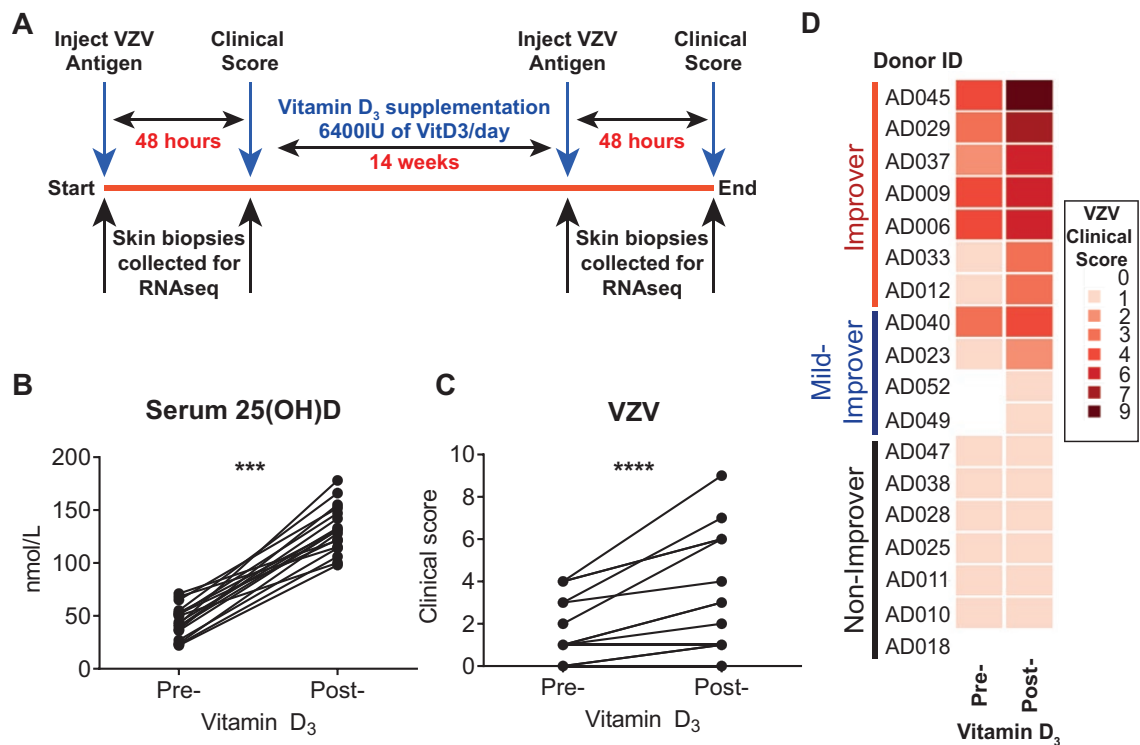 A
Inject VZV
Antigen
Clinical
Score
Inject VZV
Antigen
Clinical
Score
48 hours
Vitamin D3 supplementation
6400IU of VitD3/day
14 weeks
48 hours
Start
End
Skin biopsies
collected for
RNAseq
Skin biopsies
collected for
RNAseq
B
Serum 25(OH)D
***
200
150
100
50
0
nmol/L
Pre-
Post-
Vitamin D3
C
VZV
****
10
8
6
4
2
0
Clinical score
Pre-
Post-
Vitamin D3
D
Donor ID
Improver
AD045
AD029
AD037
AD009
AD006
AD033
AD012
Mild-
Improver
AD040
AD023
AD052
AD049
Non-Improver
AD047
AD038
AD028
AD025
AD011
AD010
AD018
Pre-
Post-
Vitamin D3
VZV
Clinical
Score
0
1
2
3
4
6
7
9